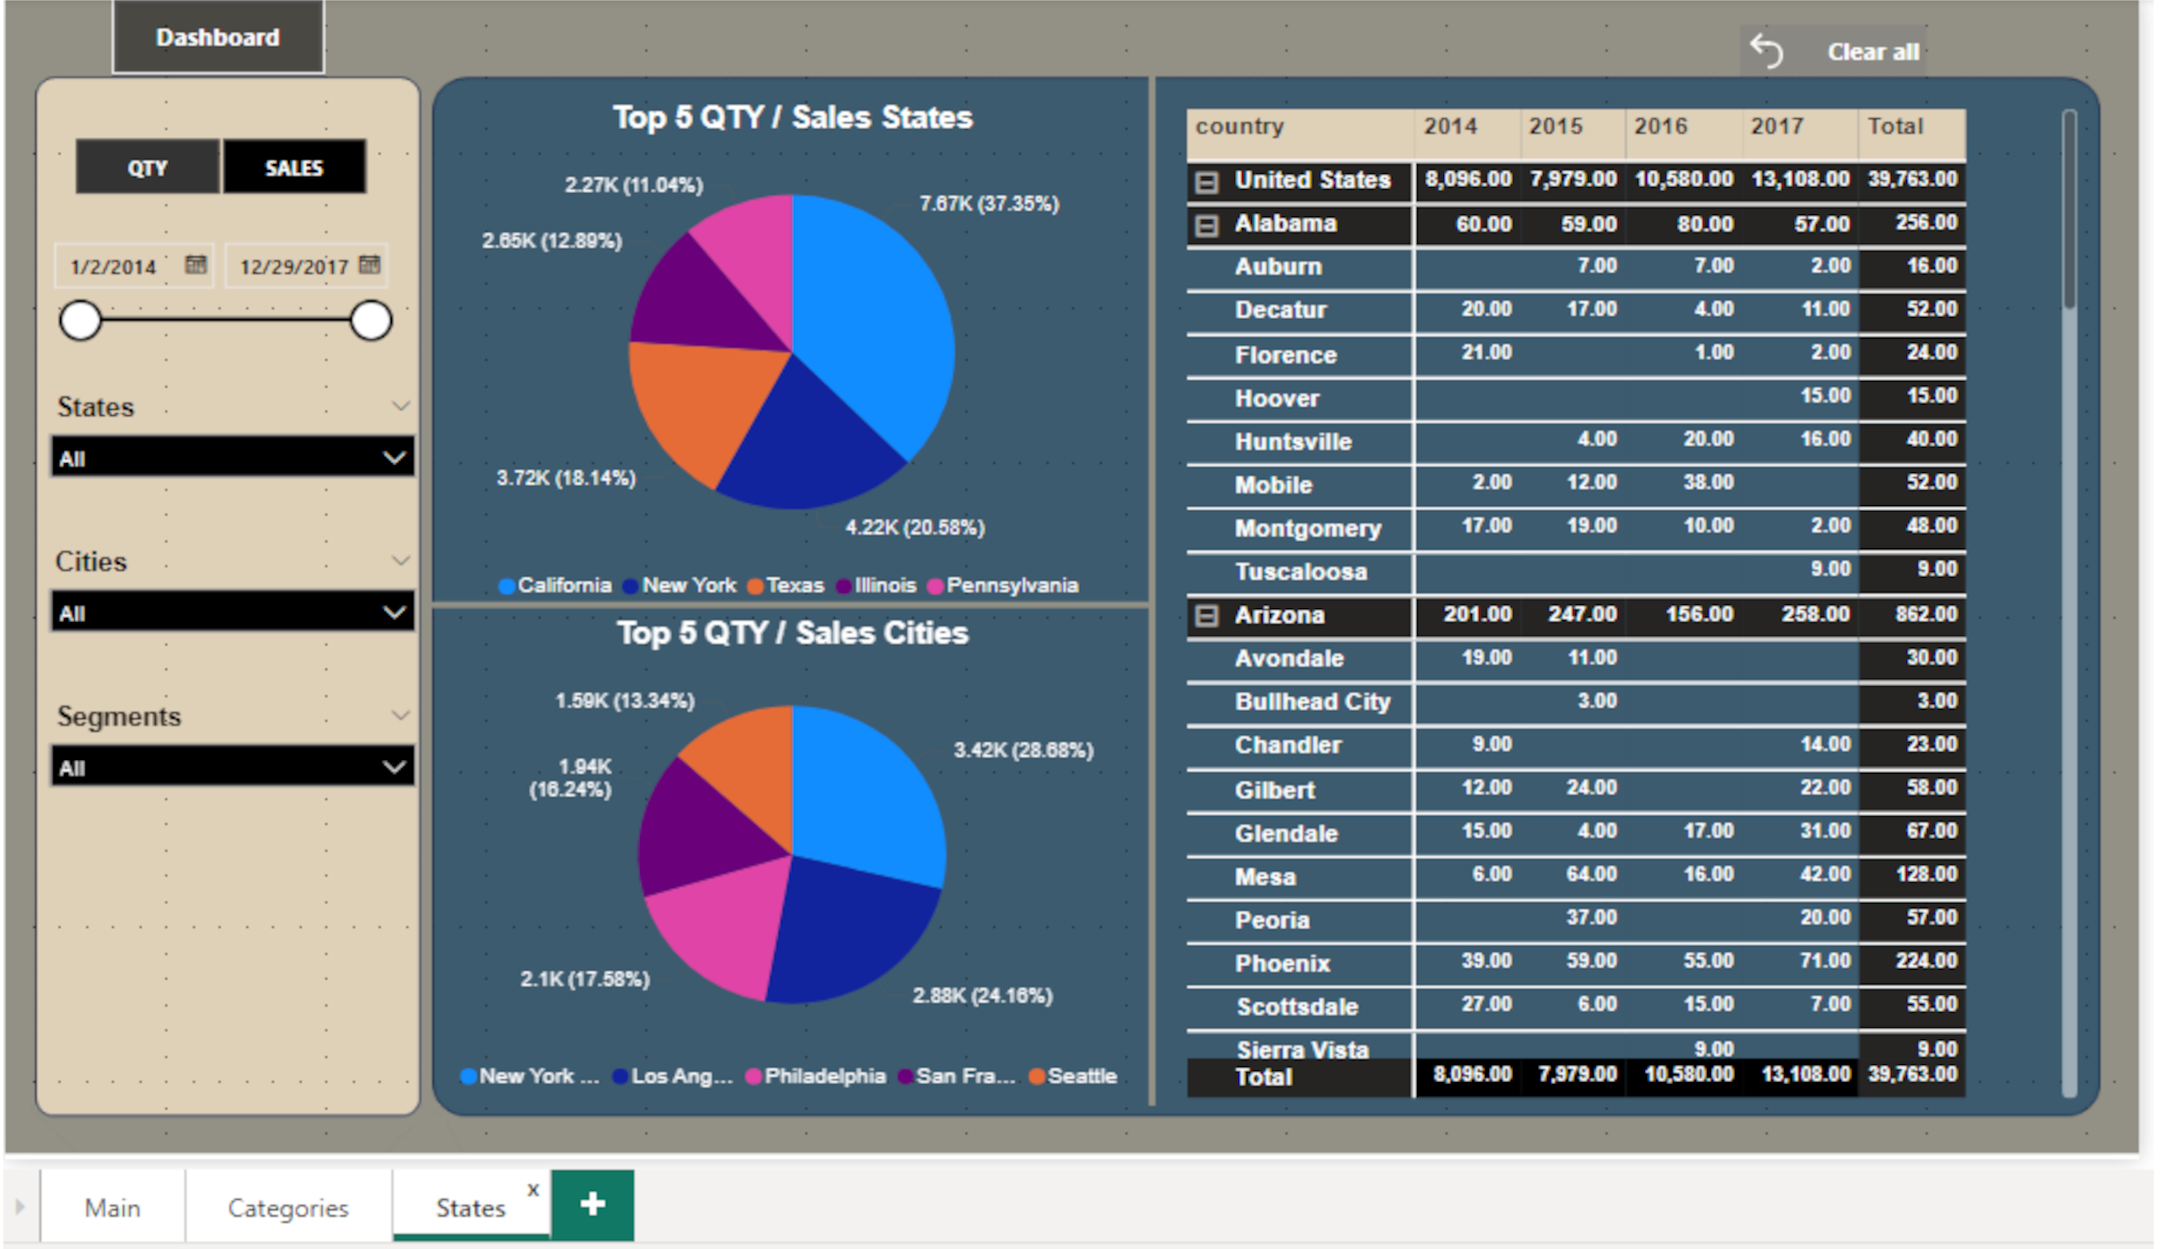 Dashboard
Clear all
QTY
SALES
1/2/2014
12/29/2017
States
All
Cities
All
Segments
All
Top 5 QTY / Sales States
2.27K (11.04%)
7.67K (37.35%)
2.65K (12.89%)
3.72K (18.14%)
4.22K (20.58%)
California New York Texas Illinois Pennsylvania
Top 5 QTY / Sales Cities
1.59K (13.34%)
3.42K (28.68%)
1.94K
(16.24%)
2.1K (17.58%)
2.88K (24.16%)
New York ... Los Ang... Philadelphia San Fra... Seattle
country 2014 2015 2016 2017 Total
United States 8,096.00 7,979.00 10,580.00 13,108.00 39,763.00
Alabama 60.00 59.00 80.00 57.00 256.00
Auburn 7.00 7.00 2.00 16.00
Decatur 20.00 17.00 4.00 11.00 52.00
Florence 21.00 1.00 2.00 24.00
Hoover 15.00 15.00
Huntsville 4.00 20.00 16.00 40.00
Mobile 2.00 12.00 38.00 52.00
Montgomery 17.00 19.00 10.00 2.00 48.00
Tuscaloosa 9.00 9.00
Arizona 201.00 247.00 156.00 258.00 862.00
Avondale 19.00 11.00 30.00
Bullhead City 3.00 3.00
Chandler 9.00 14.00 23.00
Gilbert 12.00 24.00 22.00 58.00
Glendale 15.00 4.00 17.00 31.00 67.00
Mesa 6.00 64.00 16.00 42.00 128.00
Peoria 37.00 20.00 57.00
Phoenix 39.00 59.00 55.00 71.00 224.00
Scottsdale 27.00 6.00 15.00 7.00 55.00
Sierra Vista 9.00 9.00
Total 8,096.00 7,979.00 10,580.00 13,108.00 39,763.00
Main
Categories
States
x
+